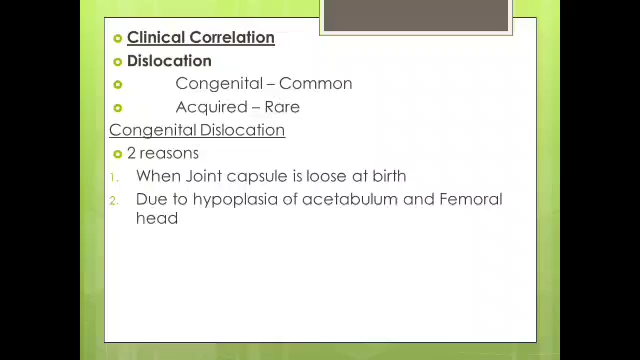 Clinical Correlation
Dislocation
Congenital – Common
Acquired – Rare
Congenital Dislocation
2 reasons
1. When Joint capsule is loose at birth
2. Due to hypoplasia of acetabulum and Femoral
head